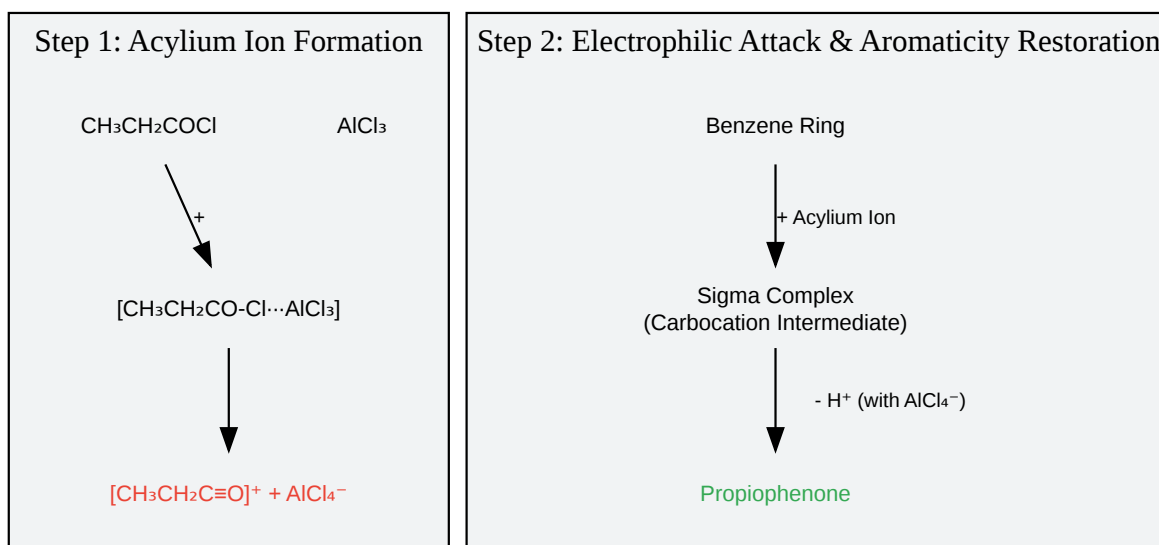 Step 1: Acylium Ion Formation
CH₃CH₂COCl
AlCl₃
+
[CH₃CH₂CO-Cl···AlCl₃]
[CH₃CH₂C≡O]⁺ + AlCl₄⁻
Step 2: Electrophilic Attack & Aromaticity Restoration
Benzene Ring
+ Acylium Ion
Sigma Complex
(Carbocation Intermediate)
- H⁺ (with AlCl₄⁻)
Propiophenone